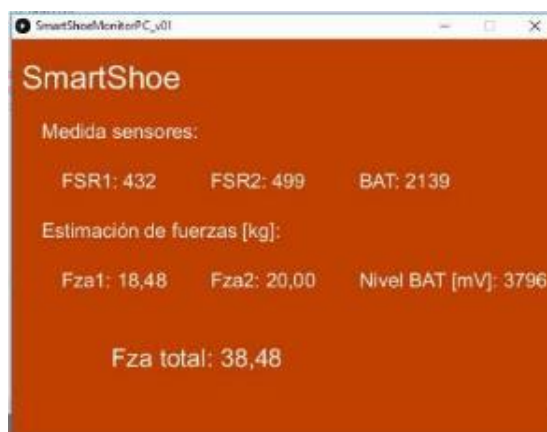 SmartShoeMonitorPC_v01
SmartShoe
Medida sensores:
FSR1: 432 FSR2: 499 BAT: 2139
Estimación de fuerzas [kg]:
Fza1: 18,48 Fza2: 20,00 Nivel BAT [mV]: 3796
Fza total: 38,48